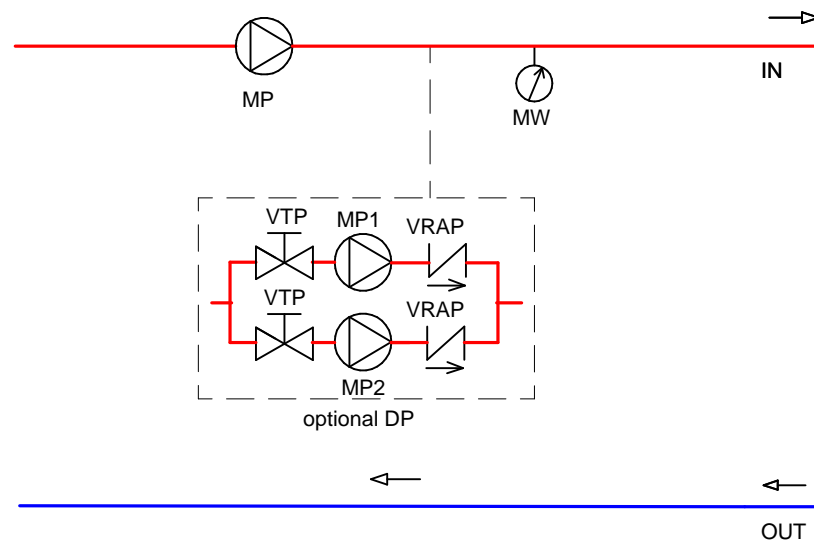 IN
MP
MW
VTP
MP1
VRAP
VTP
VRAP
MP2
optional DP
OUT